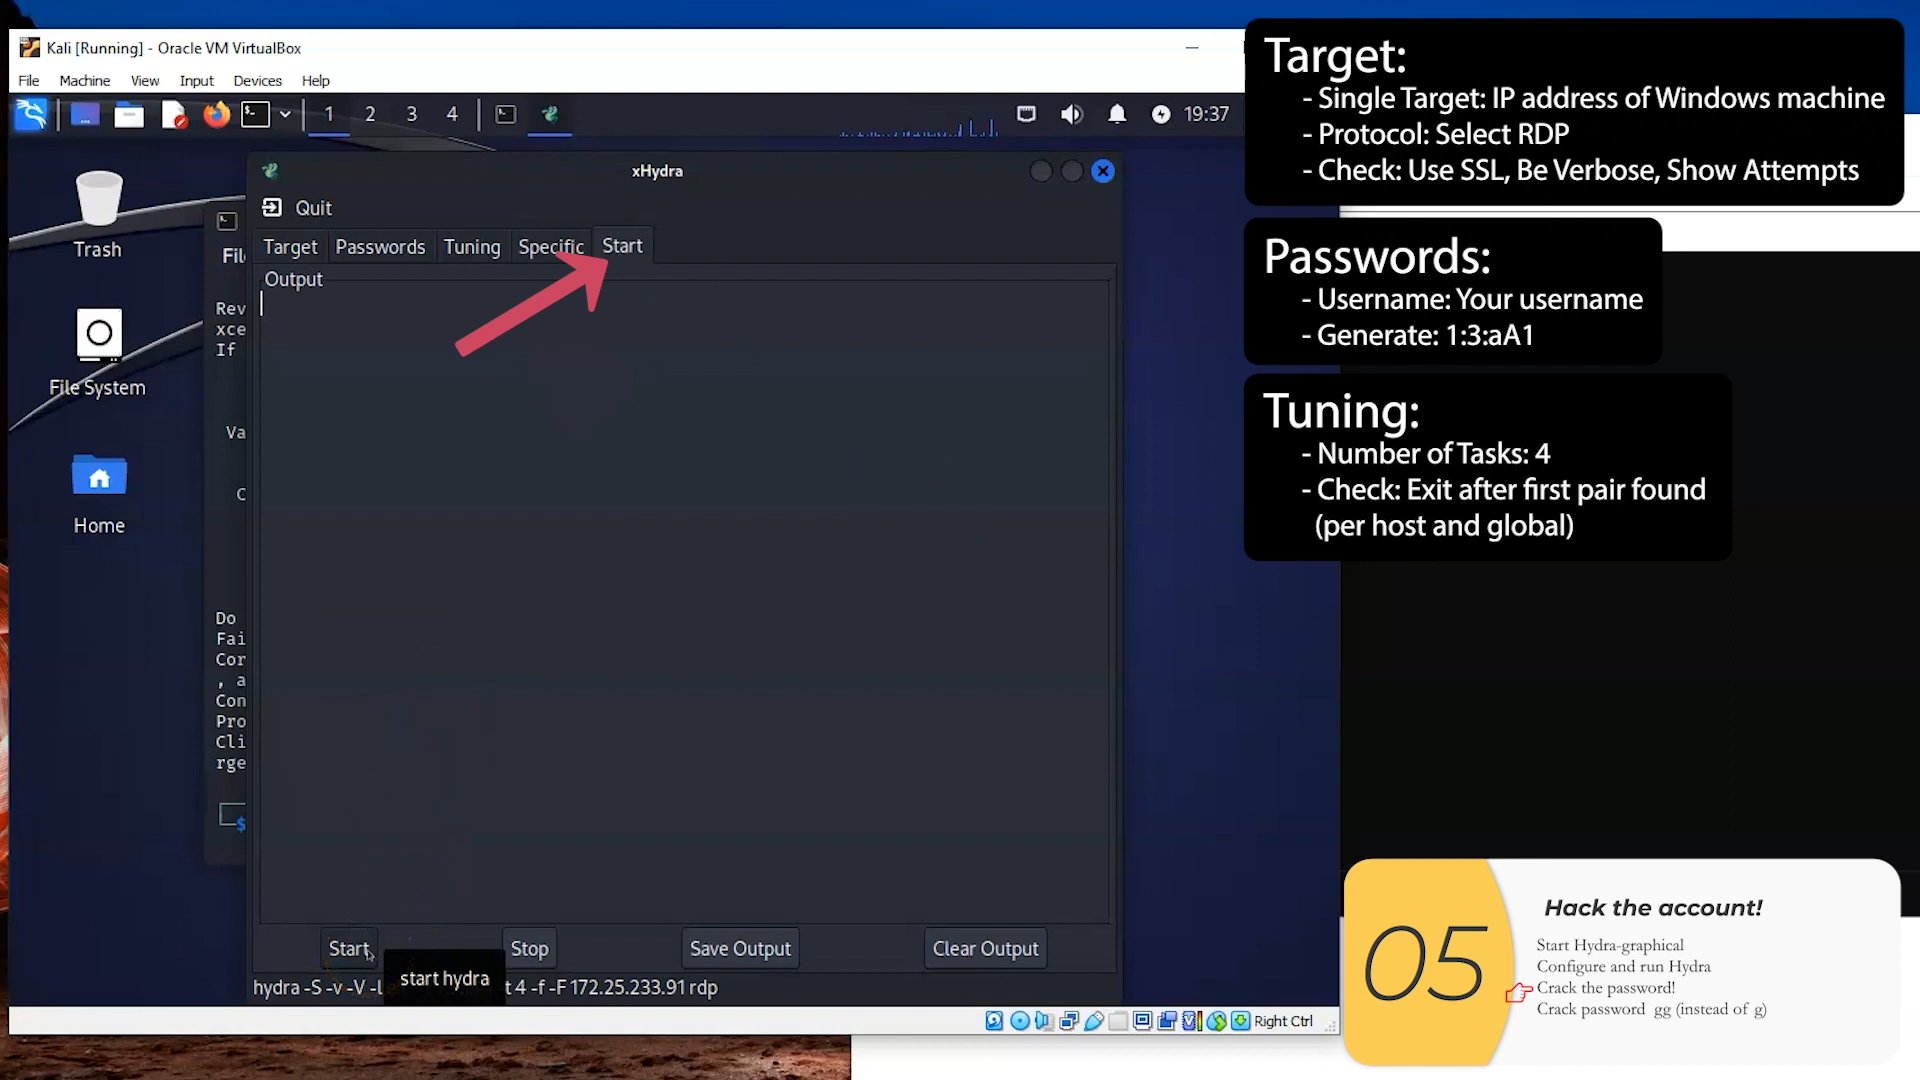 Kali [Running] - Oracle VM VirtualBox
File Machine View Input Devices Help
1 2 3 4 19:37
Trash
File System
Home
xHydra
Quit
Target Passwords Tuning Specific Start
Output
Fil
Rev
xce
If
Va
C
Do
Fai
Cor
, a
Con
Pro
Cli
rge
$
Start Stop Save Output Clear Output
start hydra
hydra -S -v -V -l t 4 -f -F 172.25.233.91 rdp
Right Ctrl
Target:
- Single Target: IP address of Windows machine
- Protocol: Select RDP
- Check: Use SSL, Be Verbose, Show Attempts
Passwords:
- Username: Your username
- Generate: 1:3:aA1
Tuning:
- Number of Tasks: 4
- Check: Exit after first pair found
(per host and global)
05
Hack the account!
Start Hydra-graphical
Configure and run Hydra
Crack the password!
Crack password gg (instead of g)